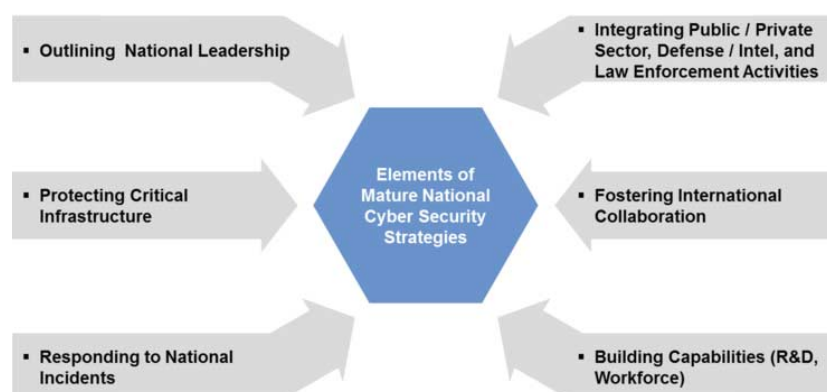 ▪ Outlining National Leadership
▪ Integrating Public / Private
Sector, Defense / Intel, and
Law Enforcement Activities
Elements of
Mature National
Cyber Security
Strategies
▪ Protecting Critical
Infrastructure
▪ Fostering International
Collaboration
▪ Responding to National
Incidents
▪ Building Capabilities (R&D,
Workforce)